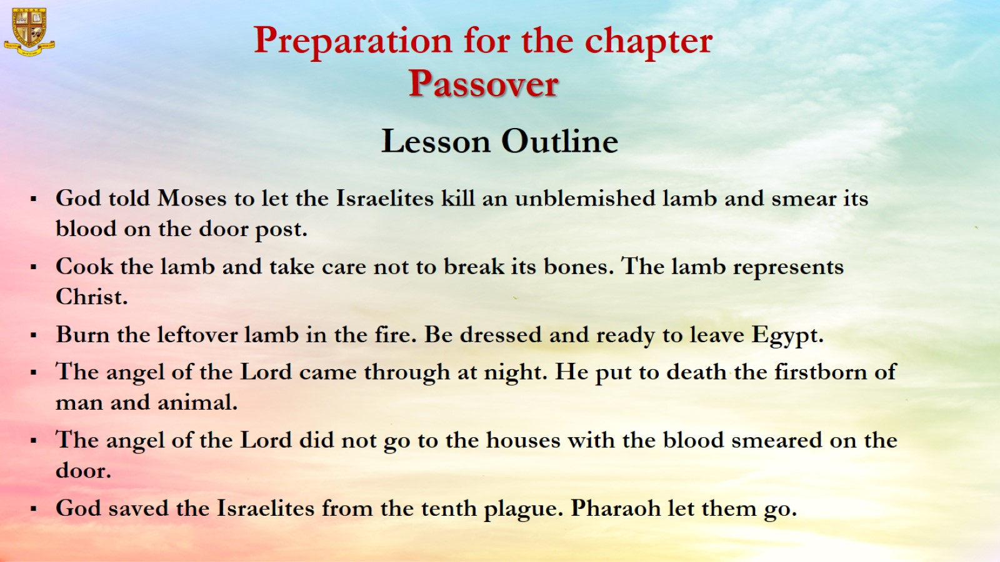 Preparation for the chapter
Passover
Lesson Outline
▪ God told Moses to let the Israelites kill an unblemished lamb and smear its
blood on the door post.
▪ Cook the lamb and take care not to break its bones. The lamb represents
Christ.
▪ Burn the leftover lamb in the fire. Be dressed and ready to leave Egypt.
▪ The angel of the Lord came through at night. He put to death the firstborn of
man and animal.
▪ The angel of the Lord did not go to the houses with the blood smeared on the
door.
▪ God saved the Israelites from the tenth plague. Pharaoh let them go.